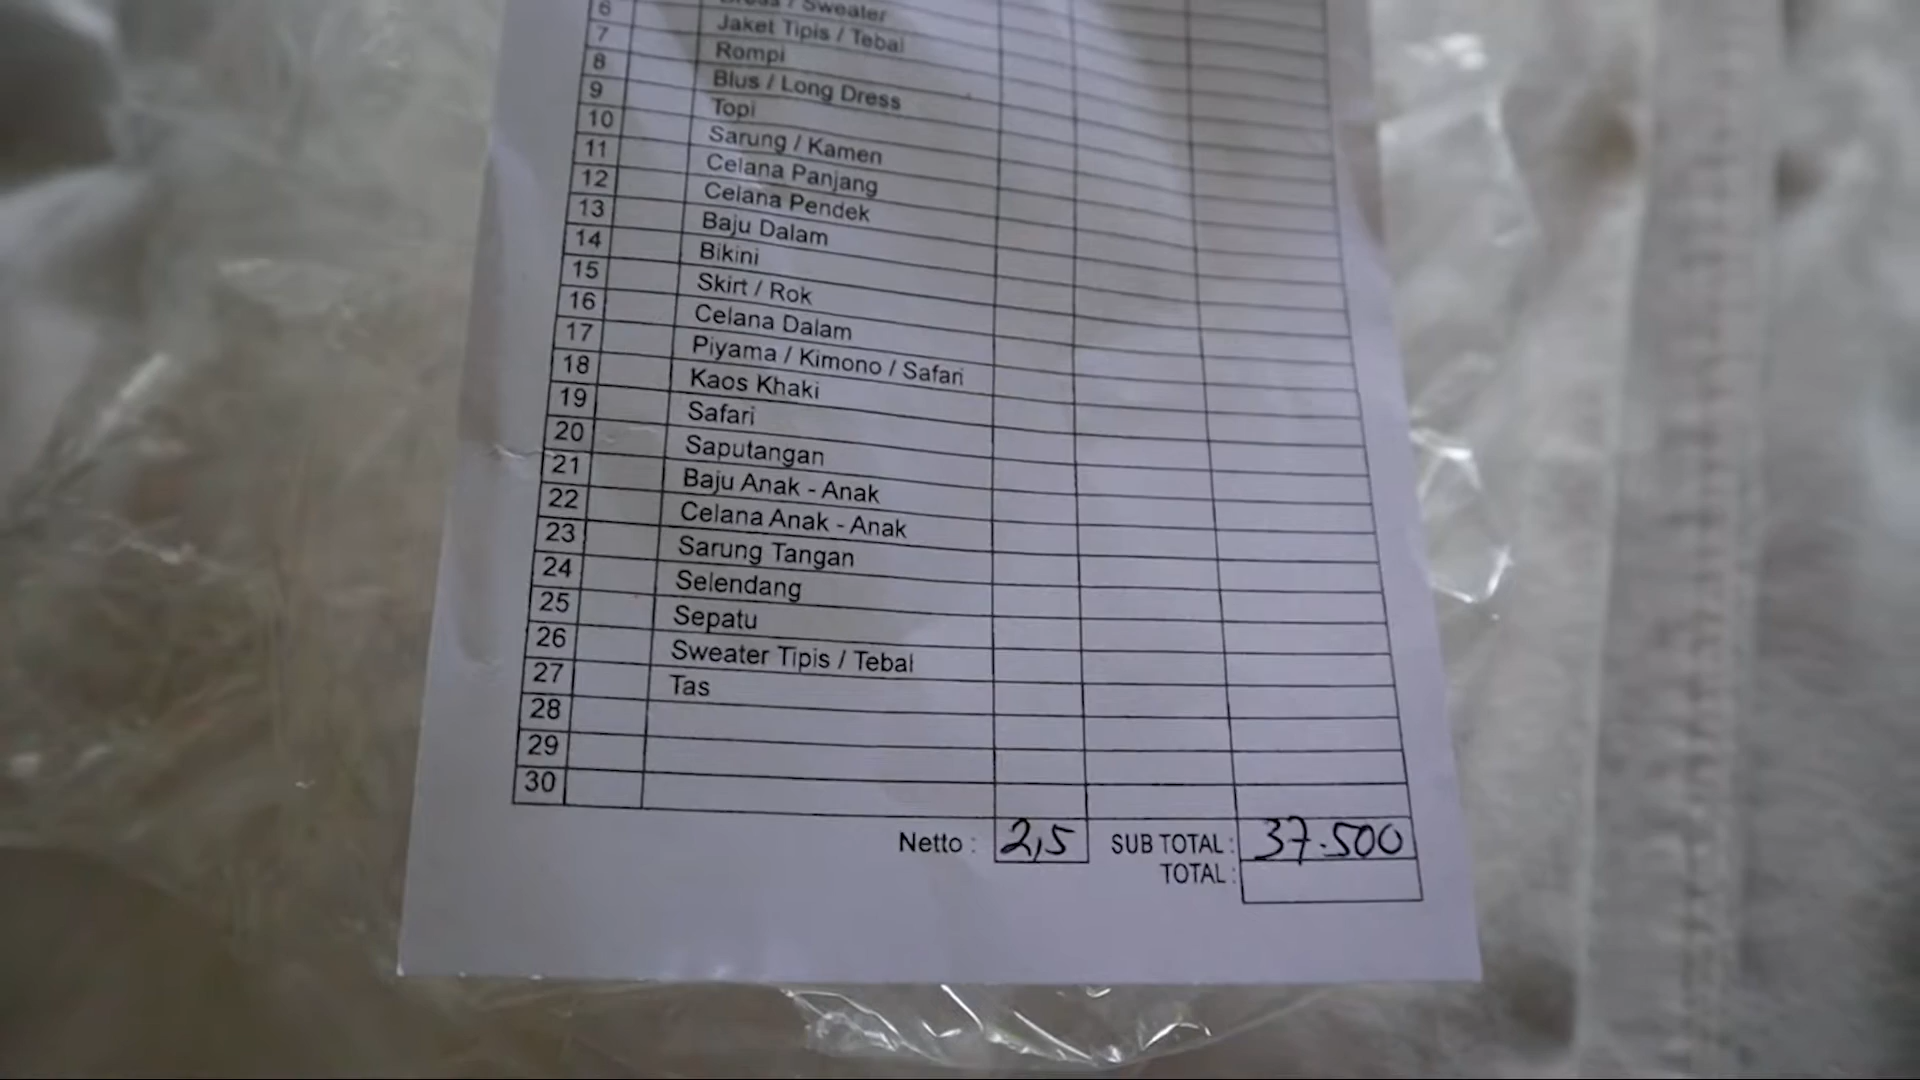 / Sweater
6 Jaket Tipis / Tebal
7 Rompi
8 Blus / Long Dress
9 Topi
10 Sarung / Kamen
11 Celana Panjang
12 Celana Pendek
13 Baju Dalam
14 Bikini
15 Skirt / Rok
16 Celana Dalam
17 Piyama / Kimono / Safari
18 Kaos Khaki
19 Safari
20 Saputangan
21 Baju Anak - Anak
22 Celana Anak - Anak
23 Sarung Tangan
24 Selendang
25 Sepatu
26 Sweater Tipis / Tebal
27 Tas
28
29
30
Netto : 2,5 SUB TOTAL : 37.500
TOTAL :